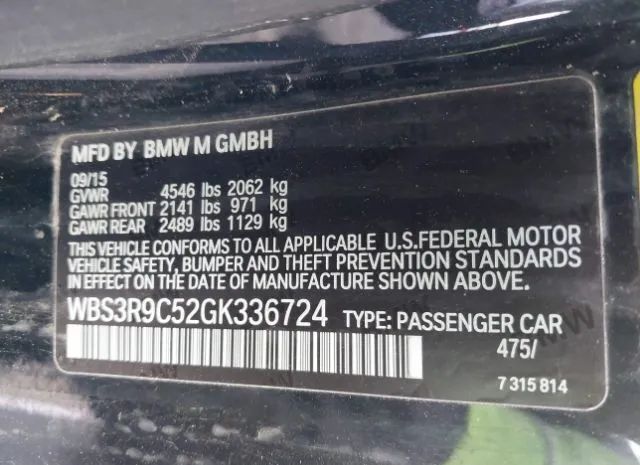 MFD BY BMW M GMBH
09/15
GVWR 4546 lbs 2062 kg
GAWR FRONT 2141 lbs 971 kg
GAWR REAR 2489 lbs 1129 kg
THIS VEHICLE CONFORMS TO ALL APPLICABLE U.S.FEDERAL MOTOR
VEHICLE SAFETY, BUMPER AND THEFT PREVENTION STANDARDS
IN EFFECT ON THE DATE OF MANUFACTURE SHOWN ABOVE.
WBS3R9C52GK336724 TYPE: PASSENGER CAR
475/
7 315 814